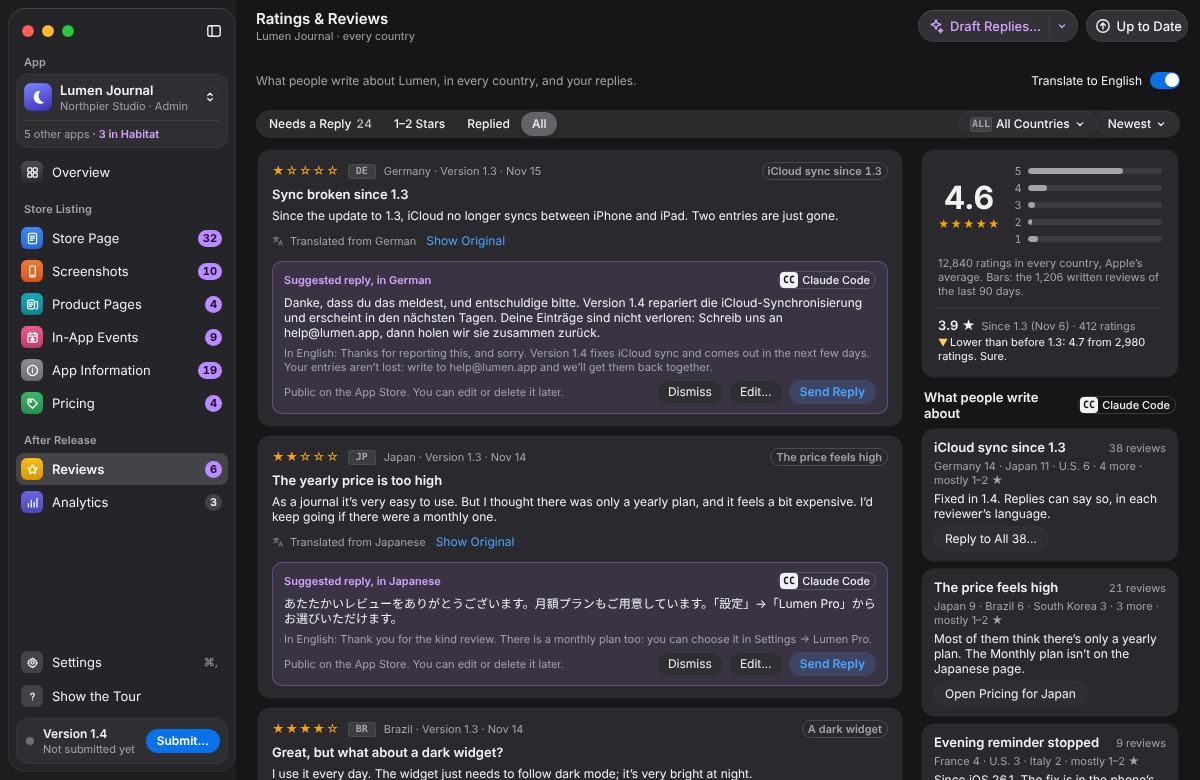 App
Lumen Journal
Northpier Studio · Admin
5 other apps · 3 in Habitat
Overview
Store Listing
Store Page 32
Screenshots 10
Product Pages 4
In-App Events 9
App Information 19
Pricing 4
After Release
Reviews 6
Analytics 3
Settings ⌘,
? Show the Tour
Version 1.4
Not submitted yet
Submit...
Ratings & Reviews
Lumen Journal · every country
Draft Replies...
Up to Date
What people write about Lumen, in every country, and your replies.
Translate to English
Needs a Reply 24
1–2 Stars
Replied
All
ALL All Countries
Newest
★☆☆☆☆ DE Germany · Version 1.3 · Nov 15
iCloud sync since 1.3
Sync broken since 1.3
Since the update to 1.3, iCloud no longer syncs between iPhone and iPad. Two entries are just gone.
Translated from German Show Original
Suggested reply, in German
CC Claude Code
Danke, dass du das meldest, und entschuldige bitte. Version 1.4 repariert die iCloud-Synchronisierung
und erscheint in den nächsten Tagen. Deine Einträge sind nicht verloren: Schreib uns an
help@lumen.app, dann holen wir sie zusammen zurück.
In English: Thanks for reporting this, and sorry. Version 1.4 fixes iCloud sync and comes out in the next few days.
Your entries aren’t lost: write to help@lumen.app and we’ll get them back together.
Public on the App Store. You can edit or delete it later.
Dismiss
Edit...
Send Reply
★★☆☆☆ JP Japan · Version 1.3 · Nov 14
The price feels high
The yearly price is too high
As a journal it’s very easy to use. But I thought there was only a yearly plan, and it feels a bit expensive. I’d
keep going if there were a monthly one.
Translated from Japanese Show Original
Suggested reply, in Japanese
CC Claude Code
あたたかいレビューをありがとうございます。月額プランもご用意しています。「設定」→「Lumen Pro」から
お選びいただけます。
In English: Thank you for the kind review. There is a monthly plan too: you can choose it in Settings → Lumen Pro.
Public on the App Store. You can edit or delete it later.
Dismiss
Edit...
Send Reply
★★★★☆ BR Brazil · Version 1.3 · Nov 14
A dark widget
Great, but what about a dark widget?
I use it every day. The widget just needs to follow dark mode; it’s very bright at night.
4.6
★★★★★
5
4
3
2
1
12,840 ratings in every country, Apple’s
average. Bars: the 1,206 written reviews of
the last 90 days.
3.9 ★ Since 1.3 (Nov 6) · 412 ratings
▼Lower than before 1.3: 4.7 from 2,980
ratings. Sure.
What people write
about
CC Claude Code
iCloud sync since 1.3 38 reviews
Germany 14 · Japan 11 · U.S. 6 · 4 more ·
mostly 1–2 ★
Fixed in 1.4. Replies can say so, in each
reviewer’s language.
Reply to All 38...
The price feels high 21 reviews
Japan 9 · Brazil 6 · South Korea 3 · 3 more ·
mostly 1–2 ★
Most of them think there’s only a yearly
plan. The Monthly plan isn’t on the
Japanese page.
Open Pricing for Japan
Evening reminder stopped 9 reviews
France 4 · U.S. 3 · Italy 2 · mostly 1–2 ★
Since iOS 26.1. The fix is in the phone’s